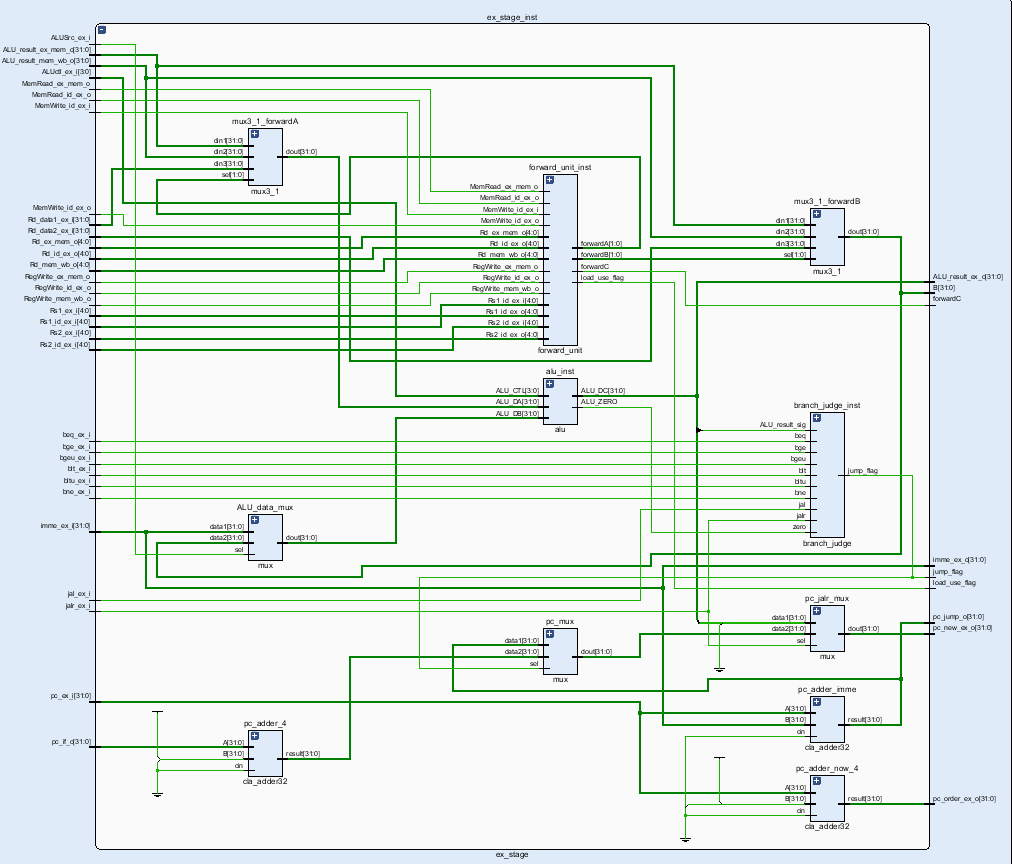 ex_stage_inst
ALUSrc_ex_i
ALU_result_ex_mem_o[31:0]
ALU_result_mem_wb_o[31:0]
ALUctl_ex_i[3:0]
MemRead_ex_mem_o
MemRead_id_ex_o
MemWrite_id_ex_i
mux3_1_forwardA
din1[31:0]
din2[31:0]
din3[31:0]
sel[1:0]
dout[31:0]
mux3_1
MemWrite_id_ex_o
Rd_data1_ex_i[31:0]
Rd_data2_ex_i[31:0]
Rd_ex_mem_o[4:0]
Rd_id_ex_o[4:0]
Rd_mem_wb_o[4:0]
RegWrite_ex_mem_o
RegWrite_id_ex_o
RegWrite_mem_wb_o
Rs1_ex_i[4:0]
Rs1_id_ex_i[4:0]
Rs2_ex_i[4:0]
Rs2_id_ex_i[4:0]
forward_unit_inst
MemRead_ex_mem_o
MemRead_id_ex_o
MemWrite_id_ex_i
MemWrite_id_ex_o
Rd_ex_mem_o[4:0]
Rd_id_ex_o[4:0]
Rd_mem_wb_o[4:0]
RegWrite_ex_mem_o
RegWrite_id_ex_o
RegWrite_mem_wb_o
Rs1_id_ex_i[4:0]
Rs1_id_ex_o[4:0]
Rs2_id_ex_i[4:0]
Rs2_id_ex_o[4:0]
forwardA[1:0]
forwardB[1:0]
forwardC
load_use_flag
forward_unit
mux3_1_forwardB
din1[31:0]
din2[31:0]
din3[31:0]
sel[1:0]
dout[31:0]
mux3_1
ALU_result_ex_o[31:0]
B[31:0]
forwardC
alu_inst
ALU_CTL[3:0]
ALU_DA[31:0]
ALU_DB[31:0]
ALU_DC[31:0]
ALU_ZERO
alu
branch_judge_inst
ALU_result_sig
beq
bge
bgeu
blt
bltu
bne
jal
jalr
zero
jump_flag
branch_judge
beq_ex_i
bge_ex_i
bgeu_ex_i
blt_ex_i
bltu_ex_i
bne_ex_i
imme_ex_i[31:0]
ALU_data_mux
data1[31:0]
data2[31:0]
sel
dout[31:0]
mux
jal_ex_i
jalr_ex_i
imme_ex_o[31:0]
jump_flag
load_use_flag
pc_jump_o[31:0]
pc_new_ex_o[31:0]
pc_mux
data1[31:0]
data2[31:0]
sel
dout[31:0]
mux
pc_jalr_mux
data1[31:0]
data2[31:0]
sel
dout[31:0]
mux
pc_ex_i[31:0]
pc_if_o[31:0]
pc_adder_4
A[31:0]
B[31:0]
cin
result[31:0]
cla_adder32
pc_adder_imme
A[31:0]
B[31:0]
cin
result[31:0]
cla_adder32
pc_adder_now_4
A[31:0]
B[31:0]
cin
result[31:0]
cla_adder32
pc_order_ex_o[31:0]
ex_stage